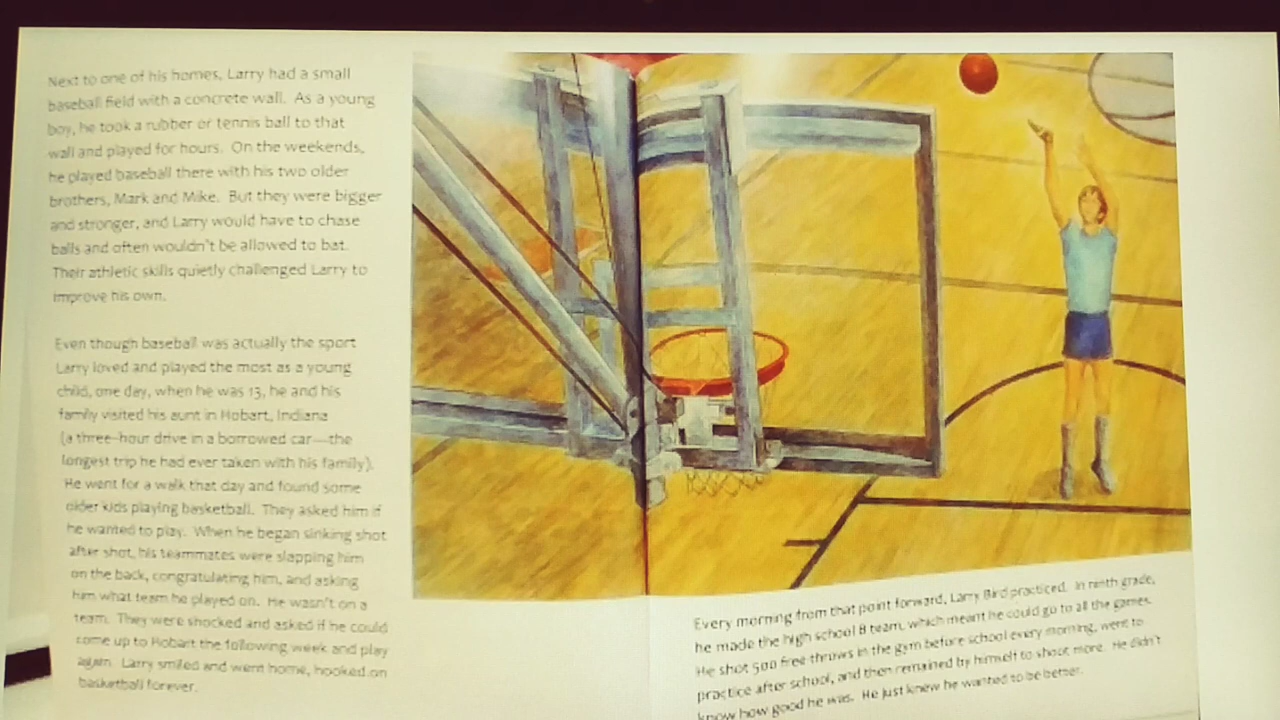 Next to one of his homes, Larry had a small
baseball field with a concrete wall. As a young
boy, he took a rubber or tennis ball to that
wall and played for hours. On the weekends,
he played baseball there with his two older
brothers, Mark and Mike. But they were bigger
and stronger, and Larry would have to chase
balls and often wouldn't be allowed to bat.
Their athletic skills quietly challenged Larry to
improve his own.
Even though baseball was actually the sport
Larry loved and played the most as a young
child, one day, when he was 13, he and his
family visited his aunt in Hobart, Indiana
(a three-hour drive in a borrowed car—the
longest trip he had ever taken with his family).
He went for a walk that day and found some
older kids playing basketball. They asked him if
he wanted to play. When he began sinking shot
after shot, his teammates were slapping him
on the back, congratulating him, and asking
him what team he played on. He wasn't on a
team. They were shocked and asked if he could
come up to Hobart the following week and play
again. Larry smiled and went home, hooked on
basketball forever.
Every morning from that point forward, Larry Bird practiced. In ninth grade,
he made the high school B team, which meant he could go to all the games.
He shot 500 free throws in the gym before school every morning, went to
practice after school, and then remained by himself to shoot more. He didn't
know how good he was. He just knew he wanted to be better.